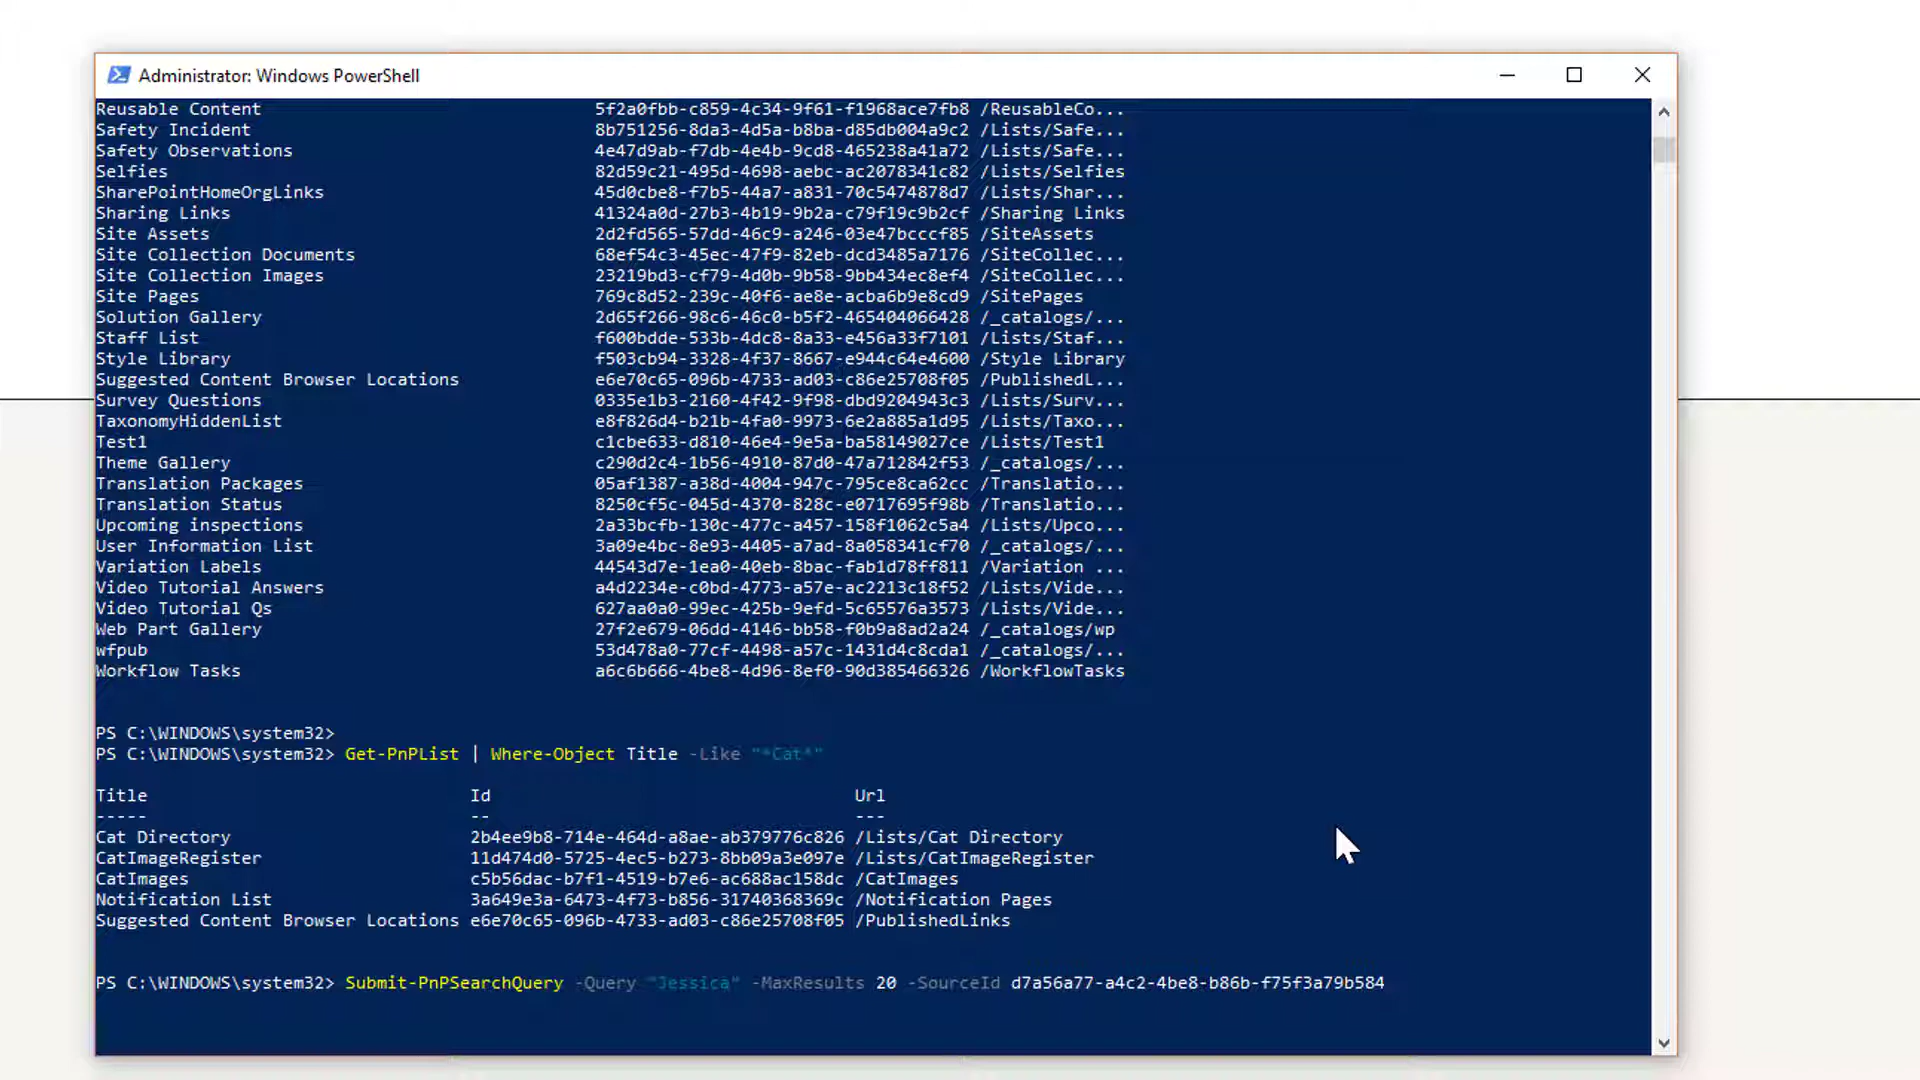 Administrator: Windows PowerShell
Reusable Content 5f2a0fbb-c859-4c34-9f61-f1968ace7fb8 /ReusableCo...
Safety Incident 8b751256-8da3-4d5a-b8ba-d85db004a9c2 /Lists/Safe...
Safety Observations 4e47d9ab-f7db-4e4b-9cd8-465238a41a72 /Lists/Safe...
Selfies 82d59c21-495d-4698-aebc-ac2078341c82 /Lists/Selfies
SharePointHomeOrgLinks 45d0cbe8-f7b5-44a7-a831-70c5474878d7 /Lists/Shar...
Sharing Links 41324a0d-27b3-4b19-9b2a-c79f19c9b2cf /Sharing Links
Site Assets 2d2fd565-57dd-46c9-a246-03e47bcccf85 /SiteAssets
Site Collection Documents 68ef54c3-45ec-47f9-82eb-dcd3485a7176 /SiteCollec...
Site Collection Images 23219bd3-cf79-4d0b-9b58-9bb434ec8ef4 /SiteCollec...
Site Pages 769c8d52-239c-40f6-ae8e-acba6b9e8cd9 /SitePages
Solution Gallery 2d65f266-98c6-46c0-b5f2-465404066428 /_catalogs/...
Staff List f600bdde-533b-4dc8-8a33-e456a33f7101 /Lists/Staf...
Style Library f503cb94-3328-4f37-8667-e944c64e4600 /Style Library
Suggested Content Browser Locations e6e70c65-096b-4733-ad03-c86e25708f05 /PublishedL...
Survey Questions 0335e1b3-2160-4f42-9f98-dbd9204943c3 /Lists/Surv...
TaxonomyHiddenList e8f826d4-b21b-4fa0-9973-6e2a885a1d95 /Lists/Taxo...
Test1 c1cbe633-d810-46e4-9e5a-ba58149027ce /Lists/Test1
Theme Gallery c290d2c4-1b56-4910-87d0-47a712842f53 /_catalogs/...
Translation Packages 05af1387-a38d-4004-947c-795ce8ca62cc /Translatio...
Translation Status 8250cf5c-045d-4370-828c-e0717695f98b /Translatio...
Upcoming inspections 2a33bcfb-130c-477c-a457-158f1062c5a4 /Lists/Upco...
User Information List 3a09e4bc-8e93-4405-a7ad-8a058341cf70 /_catalogs/...
Variation Labels 44543d7e-1ea0-40eb-8bac-fab1d78ff811 /Variation ...
Video Tutorial Answers a4d2234e-c0bd-4773-a57e-ac2213c18f52 /Lists/Vide...
Video Tutorial Qs 627aa0a0-99ec-425b-9efd-5c65576a3573 /Lists/Vide...
Web Part Gallery 27f2e679-06dd-4146-bb58-f0b9a8ad2a24 /_catalogs/wp
wfpub 53d478a0-77cf-4498-a57c-1431d4c8cda1 /_catalogs/...
Workflow Tasks a6c6b666-4be8-4d96-8ef0-90d385466326 /WorkflowTasks
PS C:\WINDOWS\system32>
PS C:\WINDOWS\system32> Get-PnPList | Where-Object Title -Like "*Cat*"
Title Id Url
----- -- ---
Cat Directory 2b4ee9b8-714e-464d-a8ae-ab379776c826 /Lists/Cat Directory
CatImageRegister 11d474d0-5725-4ec5-b273-8bb09a3e097e /Lists/CatImageRegister
CatImages c5b56dac-b7f1-4519-b7e6-ac688ac158dc /CatImages
Notification List 3a649e3a-6473-4f73-b856-31740368369c /Notification Pages
Suggested Content Browser Locations e6e70c65-096b-4733-ad03-c86e25708f05 /PublishedLinks
PS C:\WINDOWS\system32> Submit-PnPSearchQuery -Query "Jessica" -MaxResults 20 -SourceId d7a56a77-a4c2-4be8-b86b-f75f3a79b584